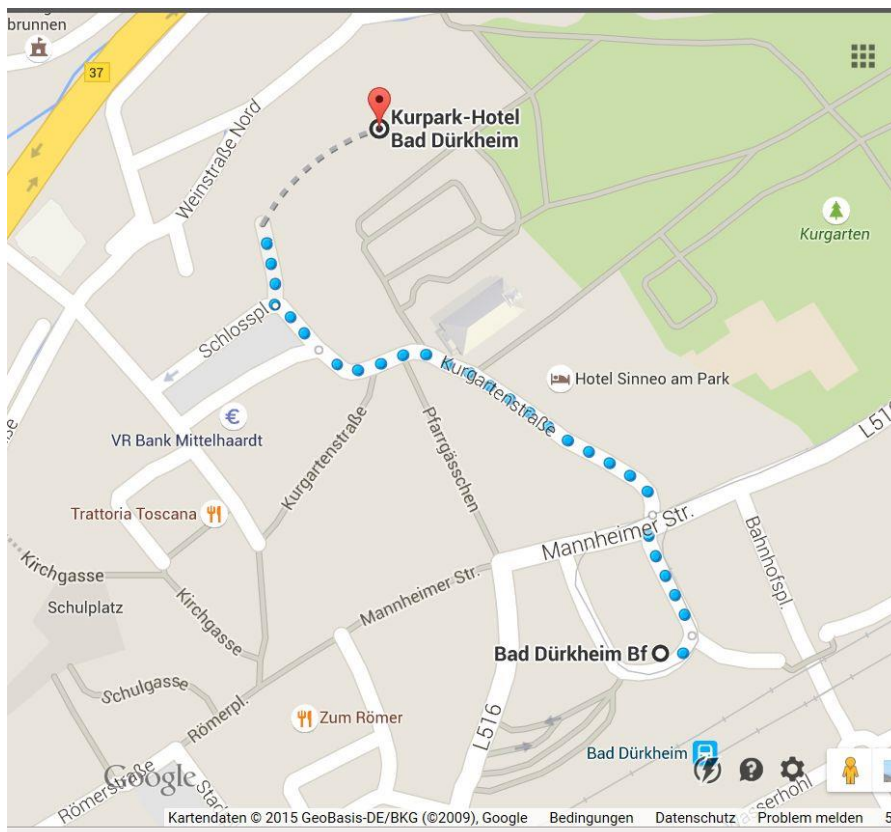 brunnen
37
Kurpark-Hotel
Bad Dürkheim
Weinstraße Nord
Kurgarten
Schlosspl.
Kurgartenstraße
Hotel Sinneo am Park
€
VR Bank Mittelhaardt
L516
Pfarrgässchen
Kurgartenstraße
Trattoria Toscana
Mannheimer Str.
Bahnhofspl.
Kirchgasse
Schulplatz
Kirchgasse
Mannheimer Str.
Bad Dürkheim Bf
Schulgasse
Römerpl.
Zum Römer
L516
Bad Dürkheim
Google
Römerstraße
Kartendaten © 2015 GeoBasis-DE/BKG (©2009), Google Bedingungen Datenschutz Problem melden